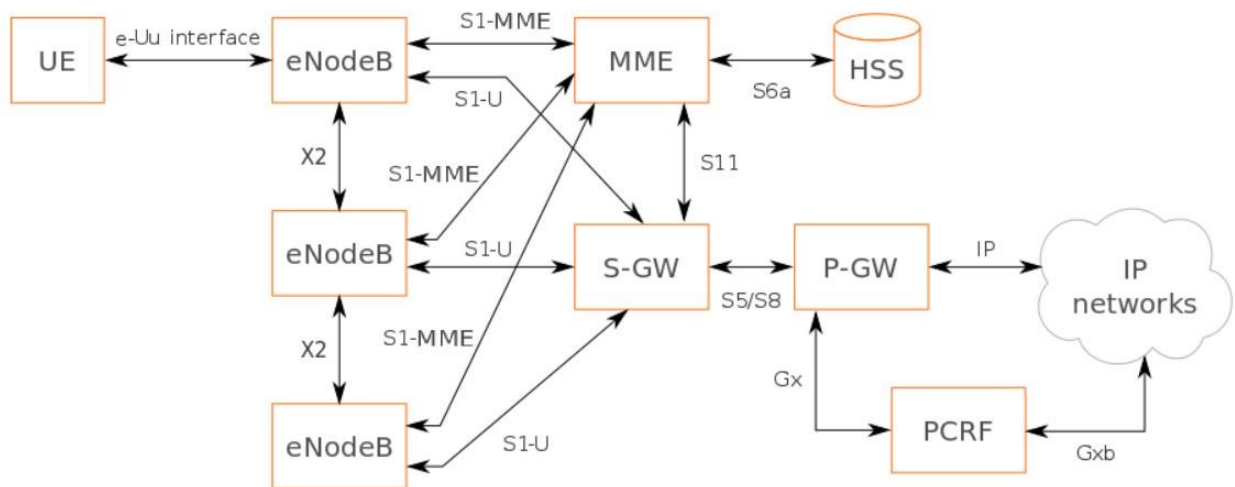 S1-MME
UE
e-Uu interface
eNodeB
MME
HSS
S1-U
S6a
X2
S1-MME
S11
eNodeB
S1-U
S-GW
P-GW
IP
IP
networks
S5/S8
X2
S1-MME
Gx
eNodeB
S1-U
PCRF
Gxb